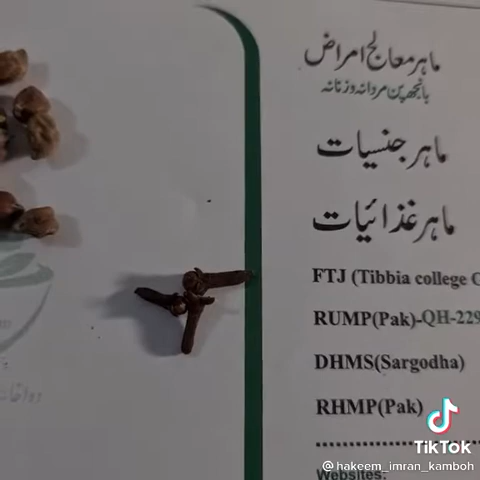 ماہر معالج امراض
بانجھ پن مردانہ و زنانہ
ماہر جنسیات
ماہر غذائیات
FTJ (Tibbia college
RUMP(Pak)-QH-229
DHMS(Sargodha)
RHMP(Pak)
Websites:
TikTok
@hakeem_imran_kamboh